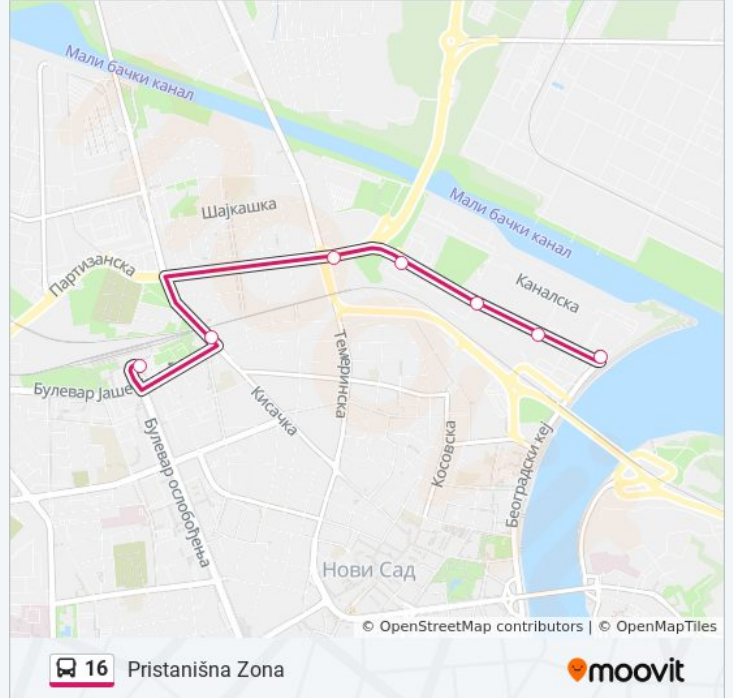 Мали бачки канал
Мали бачки канал
Шајкашка
Партизанска
Каналска
Темеринска
Булевар Јаше
Кисачка
Булевар ослобођења
Косовска
Београдски кеј
Нови Сад
© OpenStreetMap contributors | © OpenMapTiles
16 Pristanišna Zona
moovit